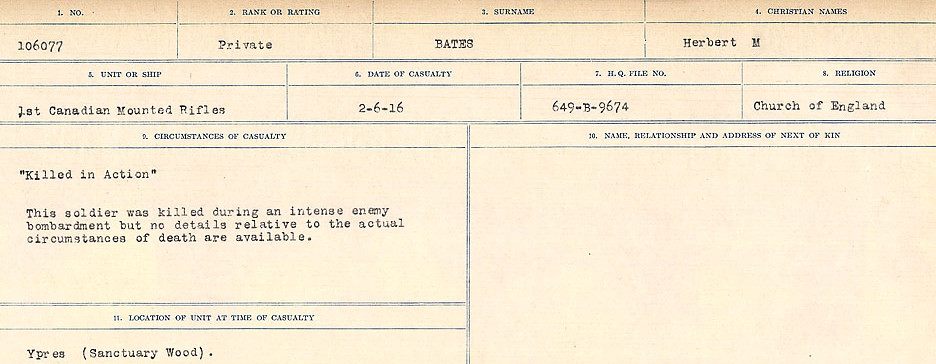 1. NO.
2. RANK OR RATING
3. SURNAME
4. CHRISTIAN NAMES
106077
Private
BATES
Herbert M
5. UNIT OR SHIP
6. DATE OF CASUALTY
7. H.Q. FILE NO.
8. RELIGION
1st Canadian Mounted Rifles
2-6-16
649-B-9674
Church of England
9. CIRCUMSTANCES OF CASUALTY
10. NAME, RELATIONSHIP AND ADDRESS OF NEXT OF KIN
"Killed in Action"
This soldier was killed during an intense enemy
bombardment but no details relative to the actual
circumstances of death are available.
11. LOCATION OF UNIT AT TIME OF CASUALTY
Ypres (Sanctuary Wood).